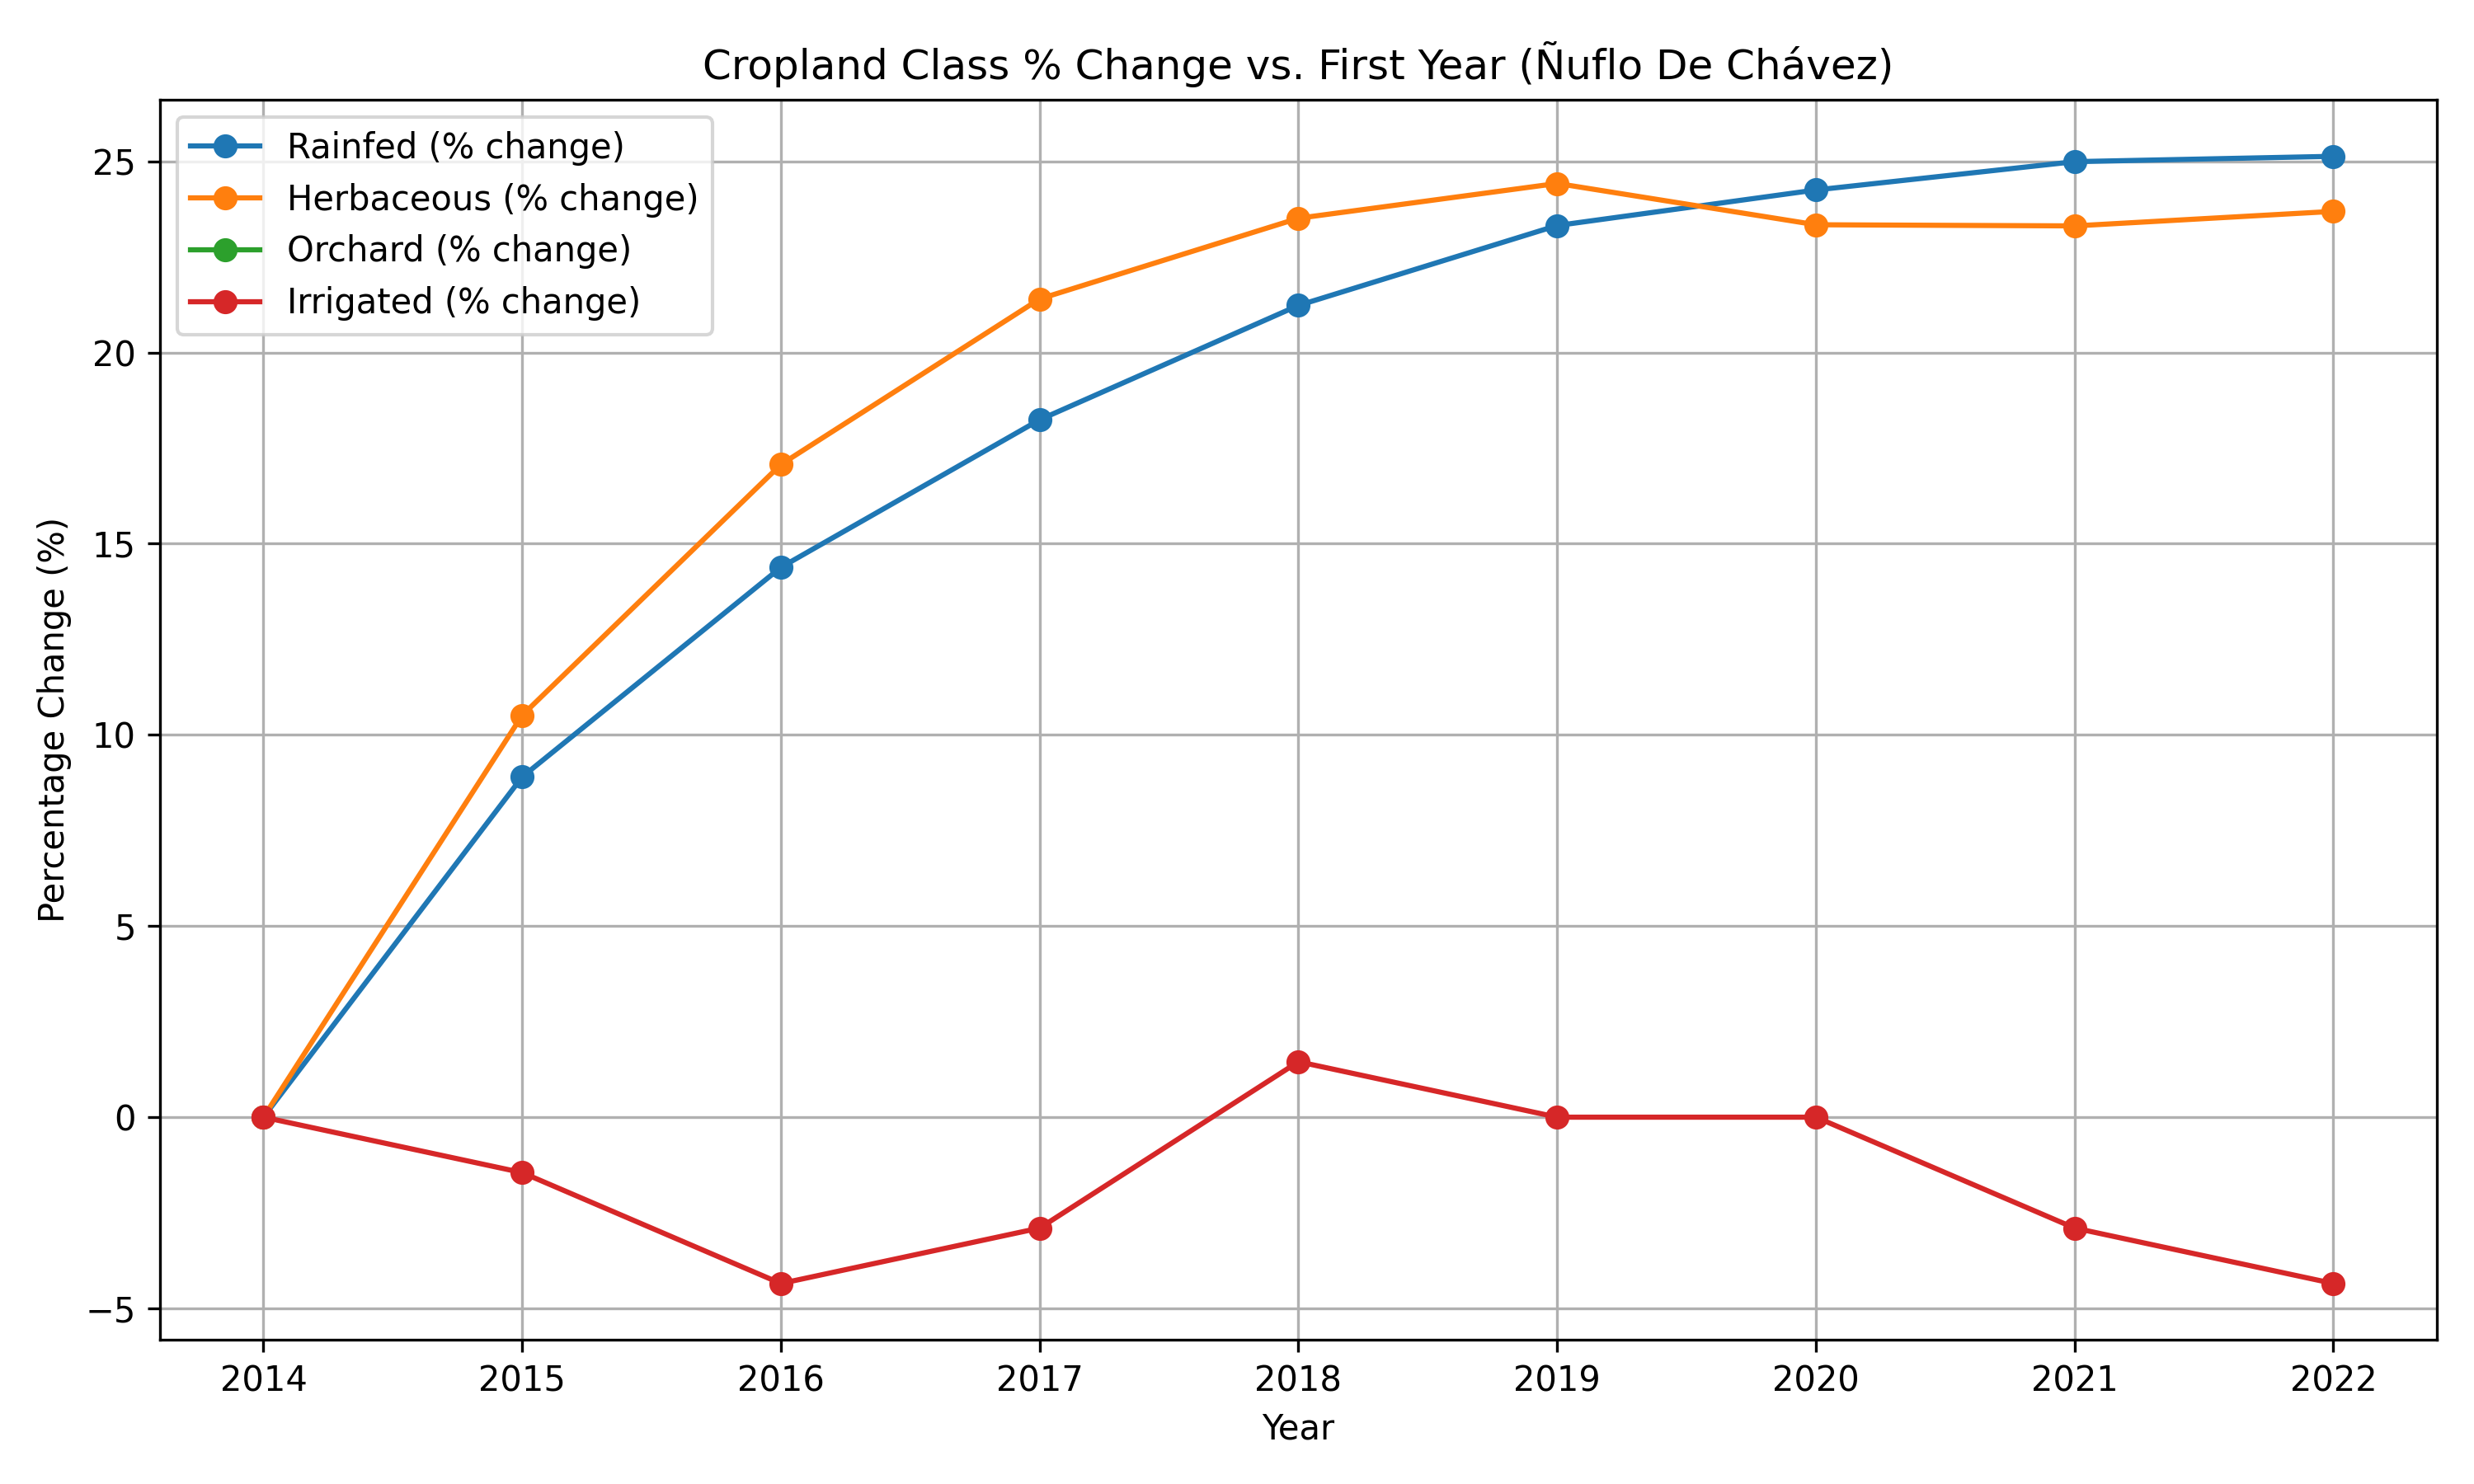 Cropland Class % Change vs. First Year (Ñuflo De Chávez)
Rainfed (% change)
Herbaceous (% change)
Orchard (% change)
Irrigated (% change)
Percentage Change (%)
25
20
15
10
5
0
−5
2014 2015 2016 2017 2018 2019 2020 2021 2022
Year